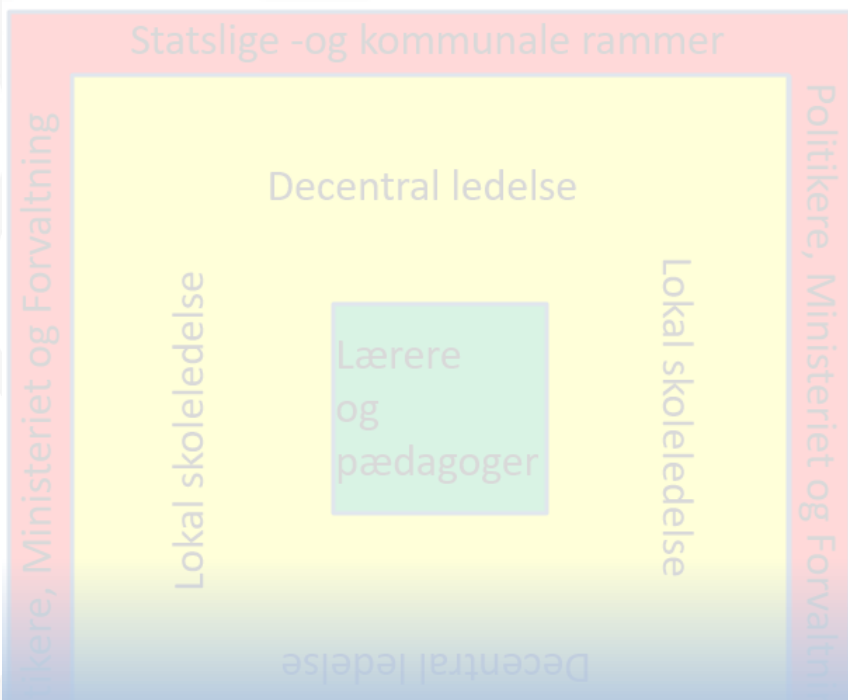 Statslige -og kommunale rammer
Politikere, Ministeriet og
kere, Ministeriet og Forvaltning
Decentral ledelse
Lokal skoleledelse
Lokal skoleledelse
Lærere
og
pædagoger
Decentral ledelse